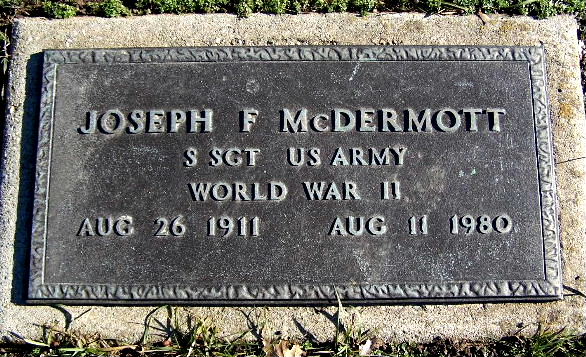 JOSEPH F McDERMOTT
S SGT US ARMY
WORLD WAR II
AUG 26 1911 AUG 11 1980